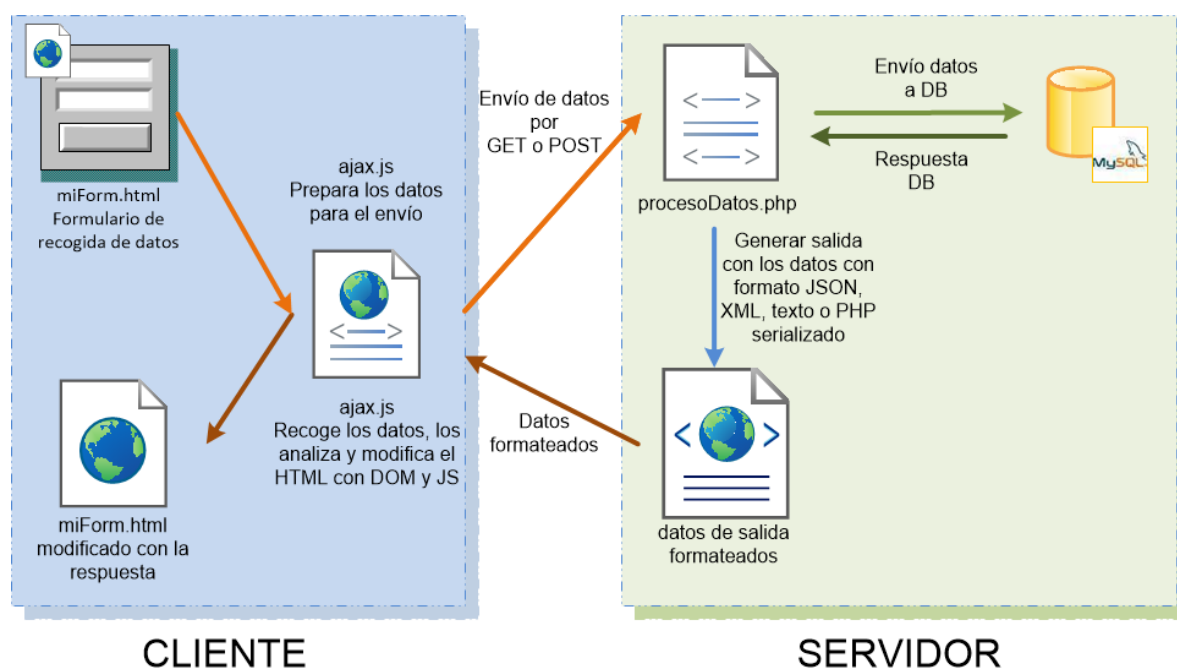 miForm.html
Formulario de
recogida de datos
ajax.js
Prepara los datos
para el envío
ajax.js
Recoge los datos, los
analiza y modifica el
HTML con DOM y JS
miForm.html
modificado con la
respuesta
CLIENTE
Envío de datos
por
GET o POST
Datos
formateados
procesoDatos.php
Envío datos
a DB
Respuesta
DB
MySQL
Generar salida
con los datos con
formato JSON,
XML, texto o PHP
serializado
datos de salida
formateados
SERVIDOR